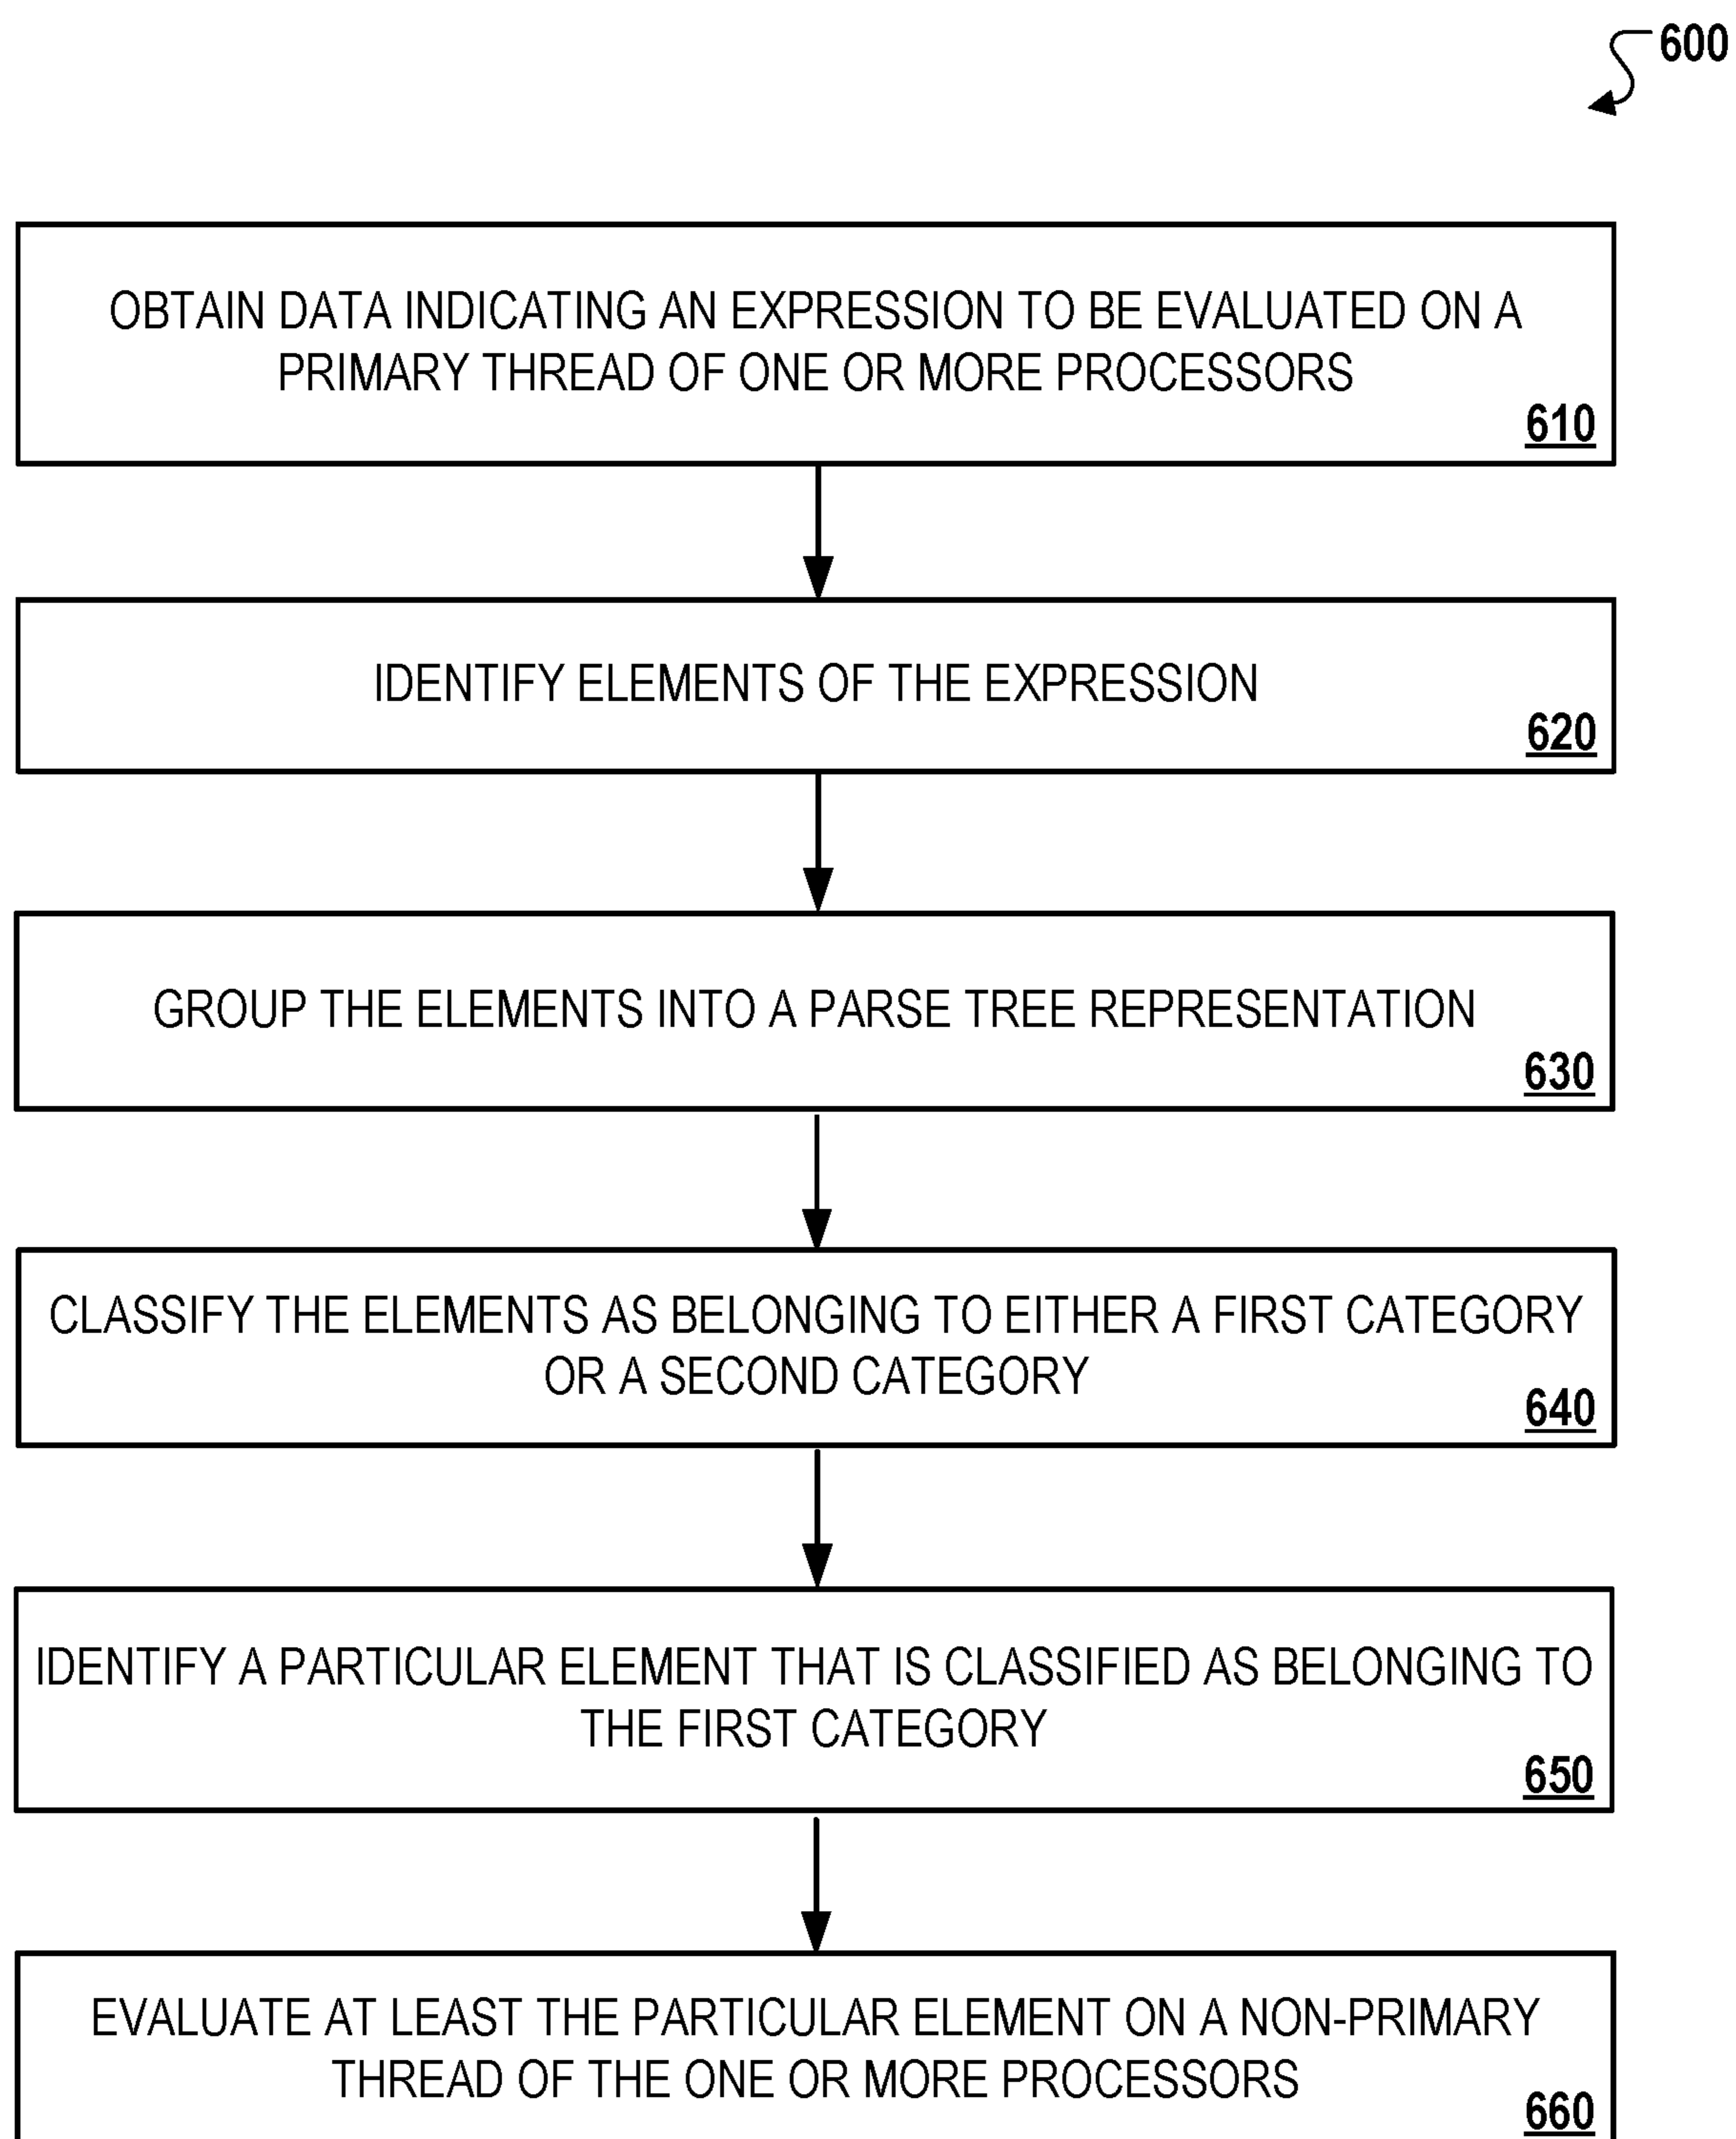 600
OBTAIN DATA INDICATING AN EXPRESSION TO BE EVALUATED ON A
PRIMARY THREAD OF ONE OR MORE PROCESSORS
610
IDENTIFY ELEMENTS OF THE EXPRESSION
620
GROUP THE ELEMENTS INTO A PARSE TREE REPRESENTATION
630
CLASSIFY THE ELEMENTS AS BELONGING TO EITHER A FIRST CATEGORY
OR A SECOND CATEGORY
640
IDENTIFY A PARTICULAR ELEMENT THAT IS CLASSIFIED AS BELONGING TO
THE FIRST CATEGORY
650
EVALUATE AT LEAST THE PARTICULAR ELEMENT ON A NON-PRIMARY
THREAD OF THE ONE OR MORE PROCESSORS
660